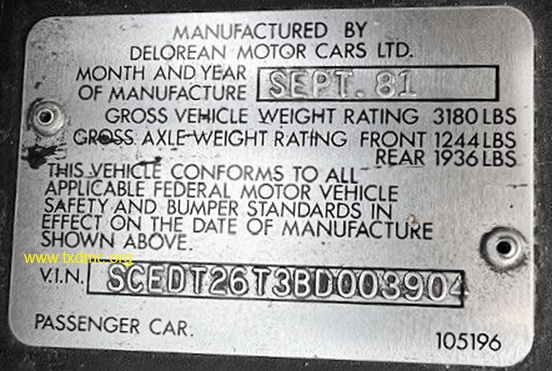 MANUFACTURED BY
DELOREAN MOTOR CARS LTD.
MONTH AND YEAR
OF MANUFACTURE SEPT. 81
GROSS VEHICLE WEIGHT RATING 3180 LBS
GROSS AXLE WEIGHT RATING FRONT 1244 LBS
REAR 1936 LBS
THIS VEHICLE CONFORMS TO ALL
APPLICABLE FEDERAL MOTOR VEHICLE
SAFETY AND BUMPER STANDARDS IN
EFFECT ON THE DATE OF MANUFACTURE
SHOWN ABOVE.
www.txdmc.org
V.I.N. SCEDT26T3BD003904
PASSENGER CAR.
105196